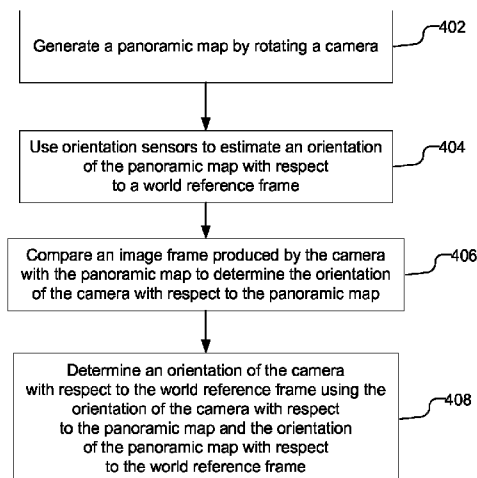 Generate a panoramic map by rotating a camera
402
Use orientation sensors to estimate an orientation
of the panoramic map with respect
to a world reference frame
404
Compare an image frame produced by the camera
with the panoramic map to determine the orientation
of the camera with respect to the panoramic map
406
Determine an orientation of the camera
with respect to the world reference frame using the
orientation of the camera with respect
to the panoramic map and the orientation
of the panoramic map with respect
to the world reference frame
408